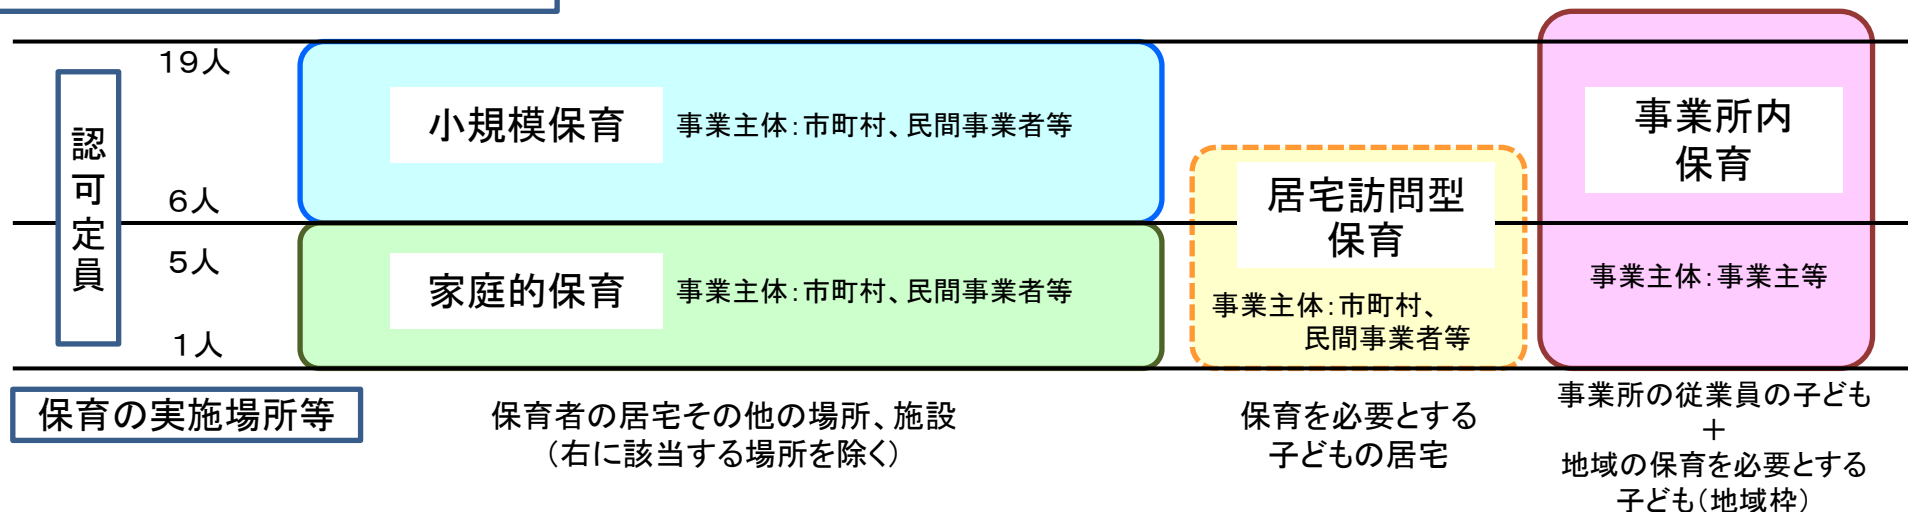 認可定員
19人
6人
5人
1人
小規模保育
事業主体：市町村、民間事業者等
家庭的保育
事業主体：市町村、民間事業者等
居宅訪問型
保育
事業主体：市町村、
民間事業者等
事業所内
保育
事業主体：事業主等
保育の実施場所等
保育者の居宅その他の場所、施設
（右に該当する場所を除く）
保育を必要とする
子どもの居宅
事業所の従業員の子ども
＋
地域の保育を必要とする
子ども（地域枠）